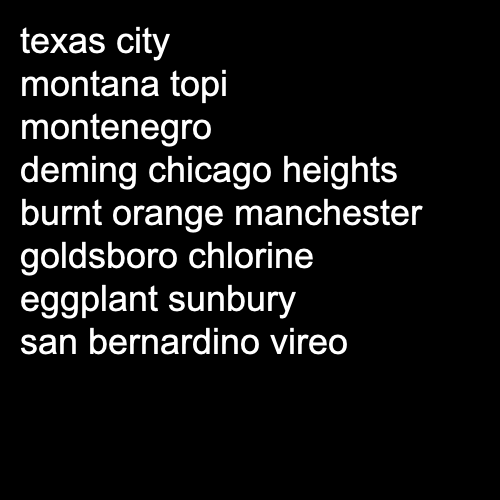 texas city
montana topi
montenegro
deming chicago heights
burnt orange manchester
goldsboro chlorine
eggplant sunbury
san bernardino vireo